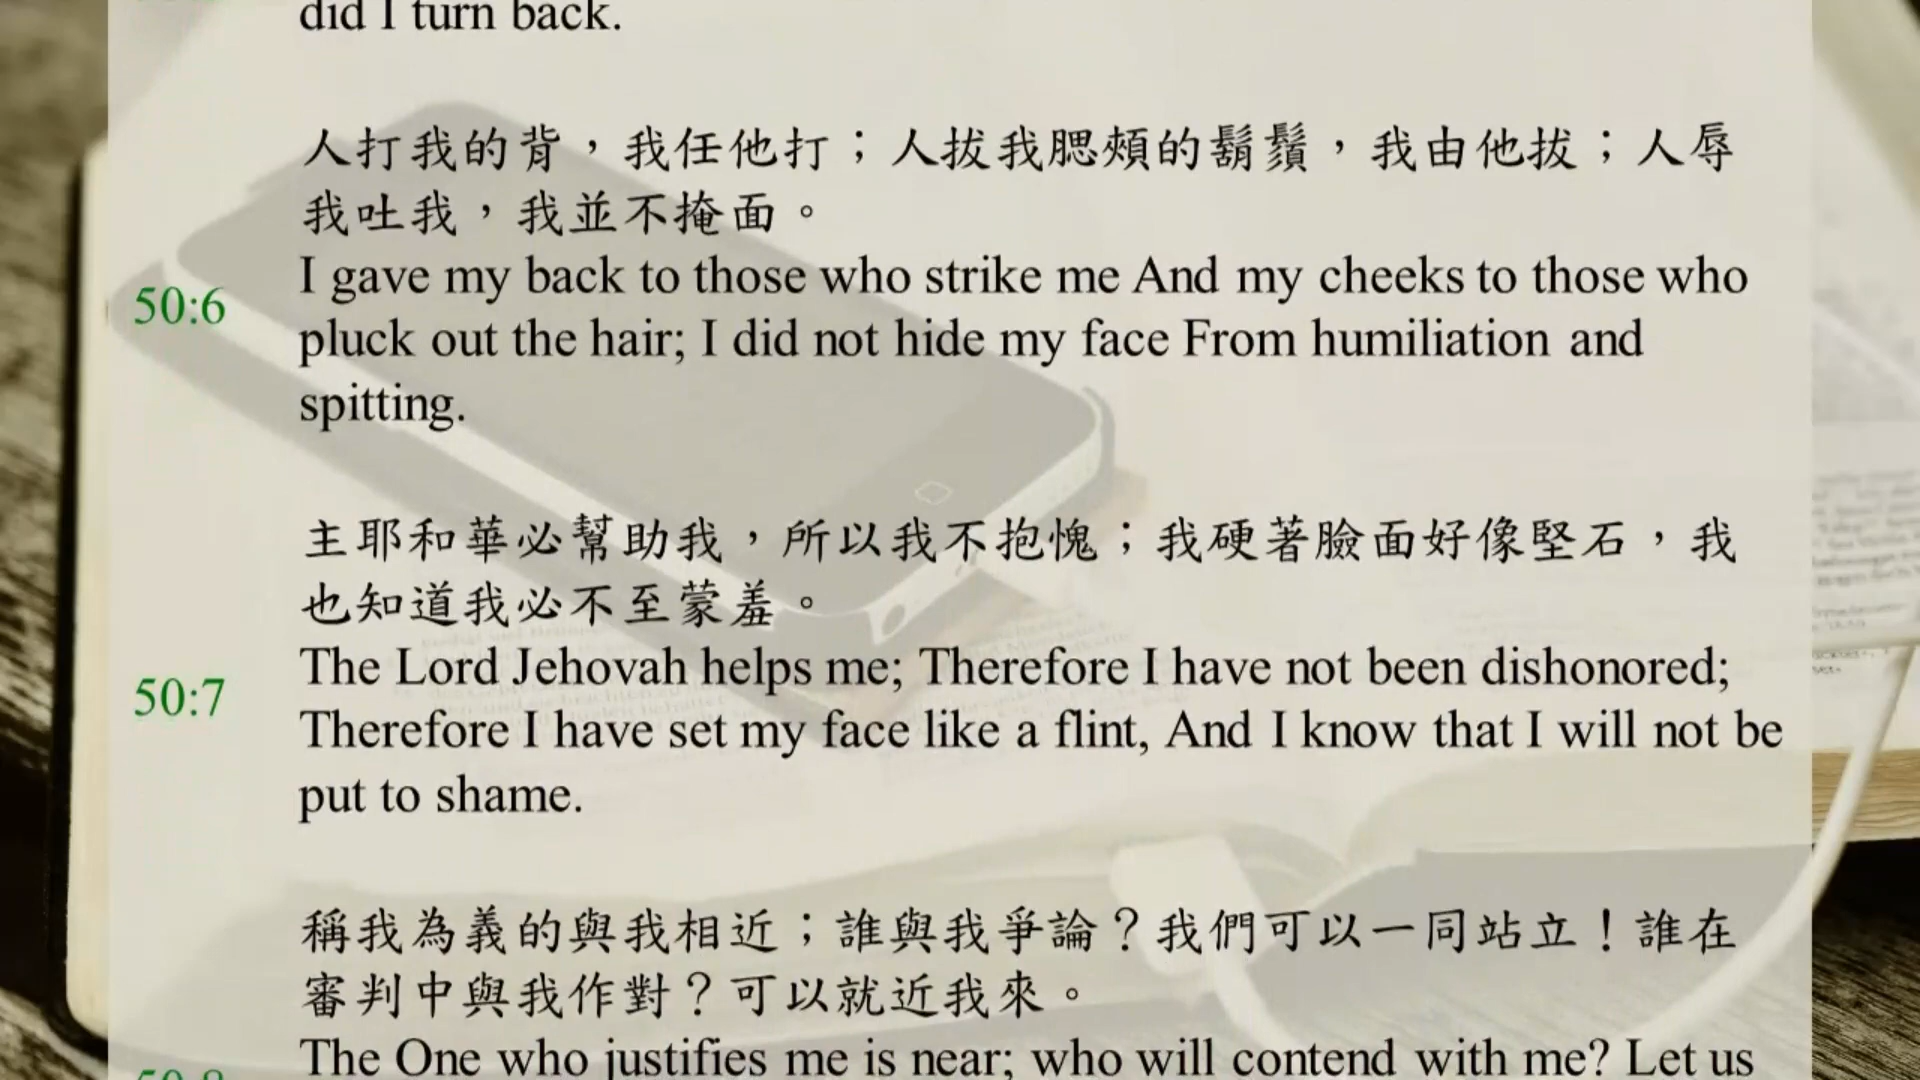 did I turn back.
人打我的背，我任他打；人拔我腮頰的鬍鬚，我由他拔；人辱
我吐我，我並不掩面。
50:6
I gave my back to those who strike me And my cheeks to those who
pluck out the hair; I did not hide my face From humiliation and
spitting.
主耶和華必幫助我，所以我不抱愧；我硬著臉面好像堅石，我
也知道我必不至蒙羞。
50:7
The Lord Jehovah helps me; Therefore I have not been dishonored;
Therefore I have set my face like a flint, And I know that I will not be
put to shame.
稱我為義的與我相近；誰與我爭論？我們可以一同站立！誰在
審判中與我作對？可以就近我來。
50:8
The One who justifies me is near; who will contend with me? Let us